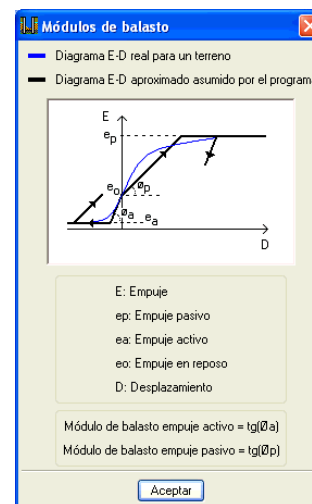 Módulos de balasto
Diagrama E-D real para un terreno
Diagrama E-D aproximado asumido por el programa
E
ep
eo
Øp
Øa
ea
D
E: Empuje
ep: Empuje pasivo
ea: Empuje activo
eo: Empuje en reposo
D: Desplazamiento
Módulo de balasto empuje activo = tg(Øa)
Módulo de balasto empuje pasivo = tg(Øp)
Aceptar